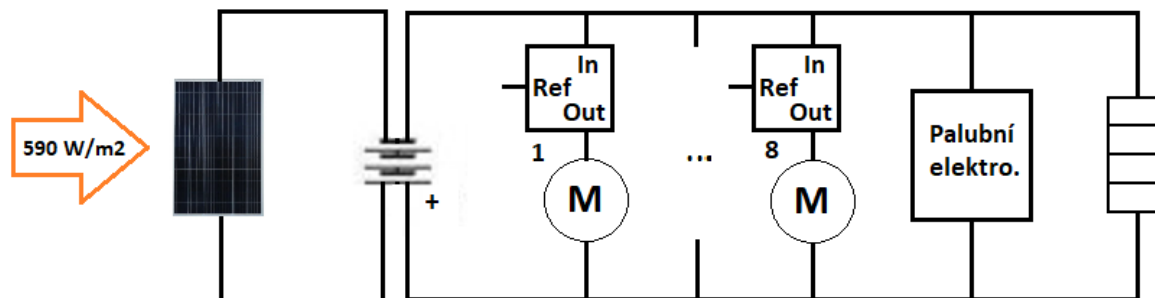 590 W/m2
+
In
Ref
Out
1
M
...
In
Ref
Out
8
M
Palubní
elektro.